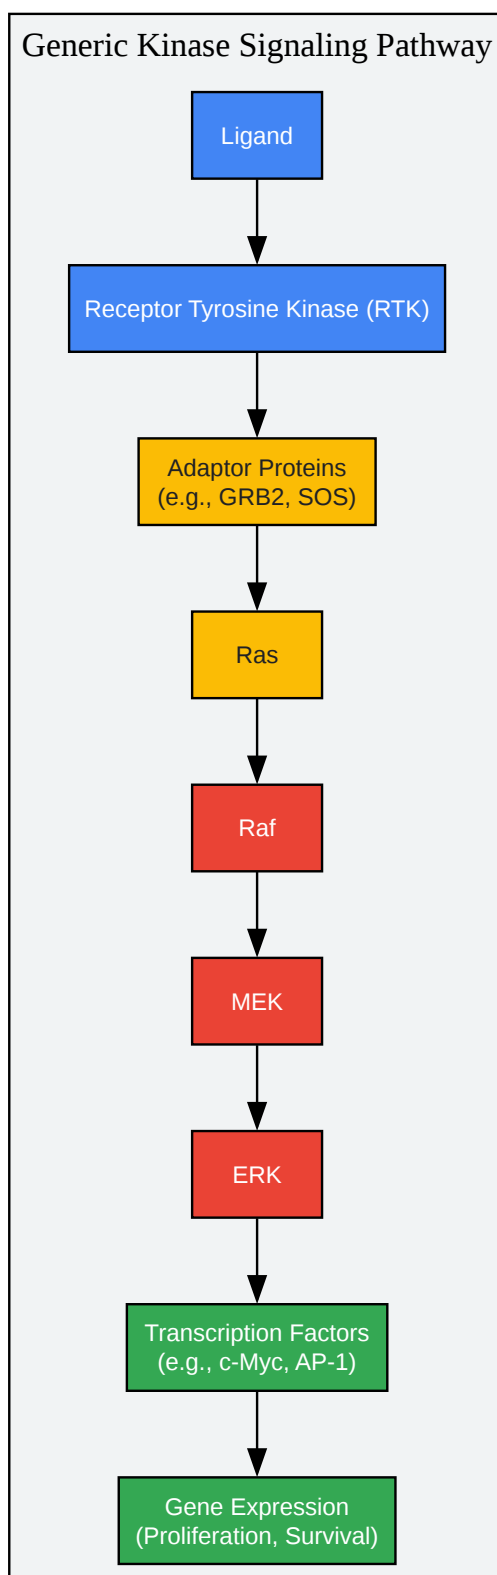 Generic Kinase Signaling Pathway
Ligand
Receptor Tyrosine Kinase (RTK)
Adaptor Proteins
(e.g., GRB2, SOS)
Ras
Raf
MEK
ERK
Transcription Factors
(e.g., c-Myc, AP-1)
Gene Expression
(Proliferation, Survival)